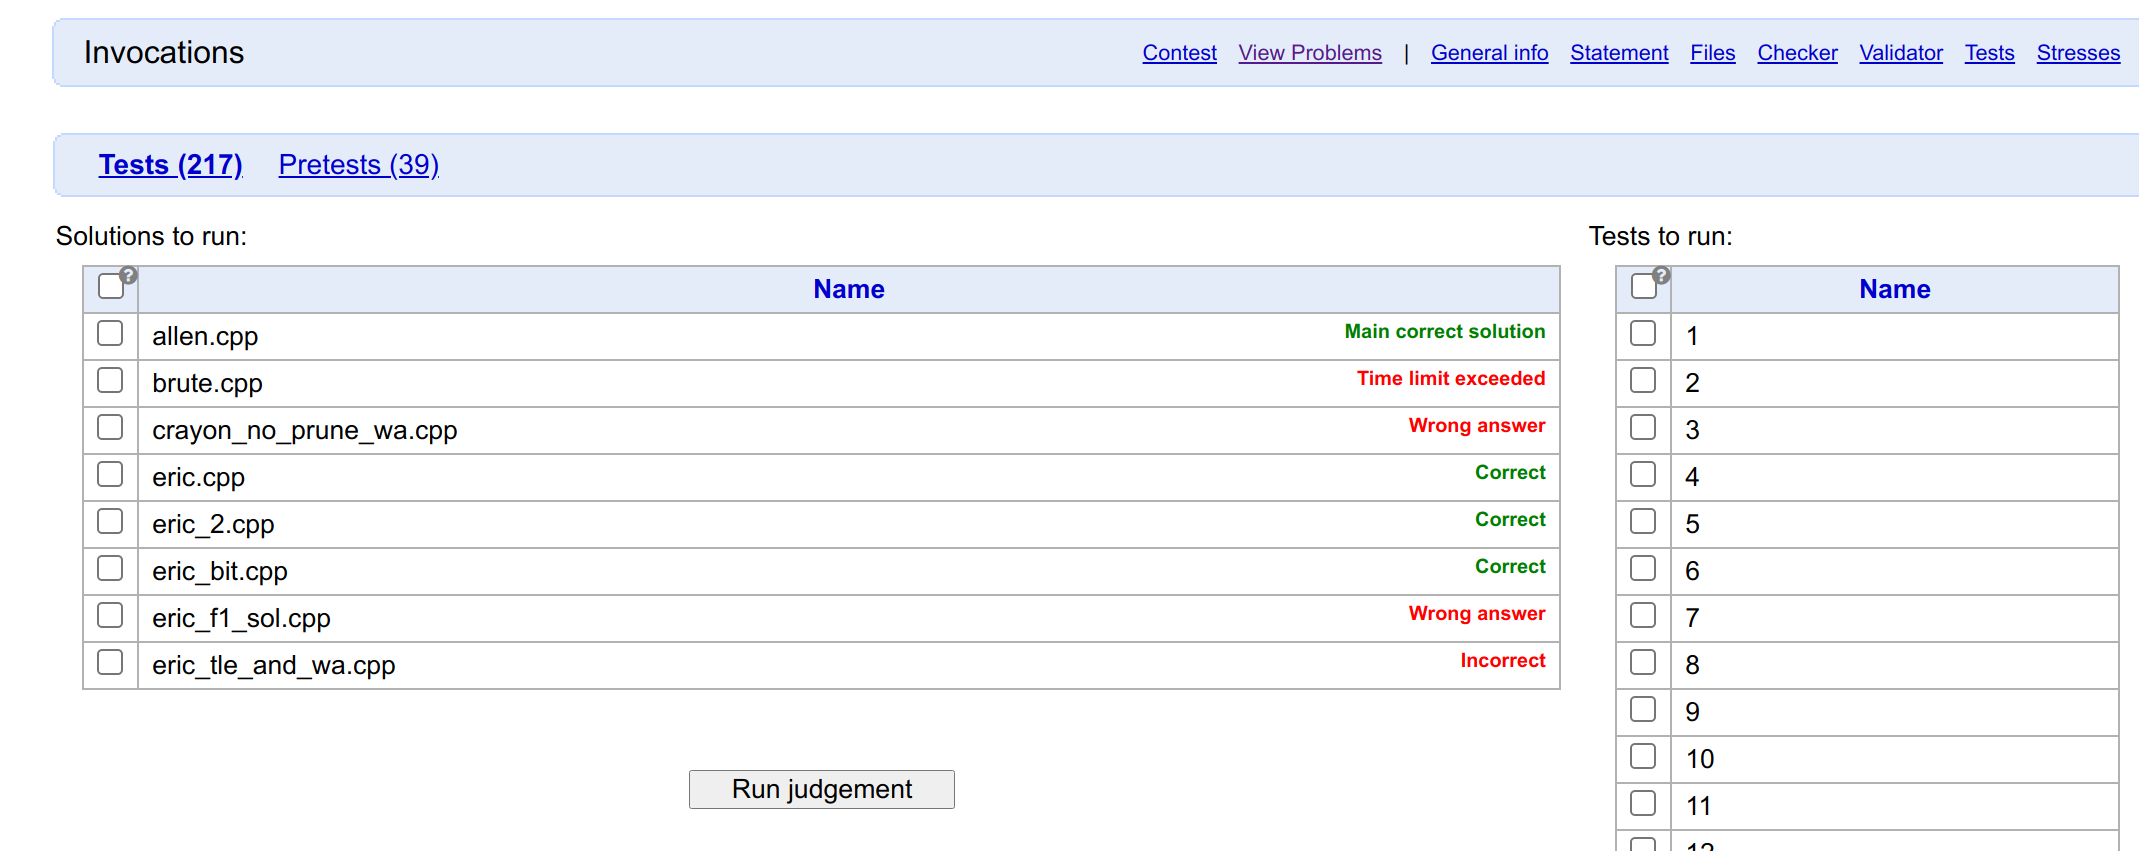 Invocations
Contest View Problems | General info Statement Files Checker Validator Tests Stresses
Tests (217) Pretests (39)
Solutions to run:
Name
allen.cpp Main correct solution
brute.cpp Time limit exceeded
crayon_no_prune_wa.cpp Wrong answer
eric.cpp Correct
eric_2.cpp Correct
eric_bit.cpp Correct
eric_f1_sol.cpp Wrong answer
eric_tle_and_wa.cpp Incorrect
Run judgement
Tests to run:
Name
1
2
3
4
5
6
7
8
9
10
11